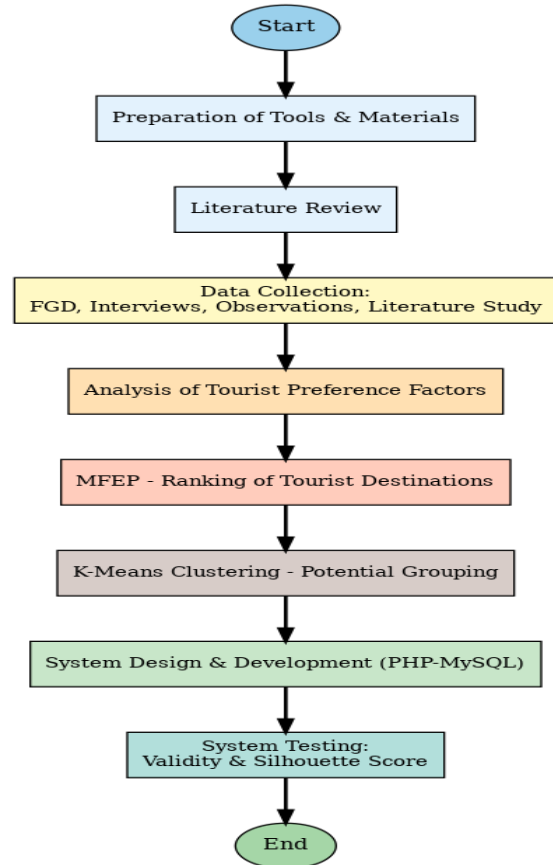 Start
Preparation of Tools & Materials
Literature Review
Data Collection:
FGD, Interviews, Observations, Literature Study
Analysis of Tourist Preference Factors
MFEP - Ranking of Tourist Destinations
K-Means Clustering - Potential Grouping
System Design & Development (PHP-MySQL)
System Testing:
Validity & Silhouette Score
End